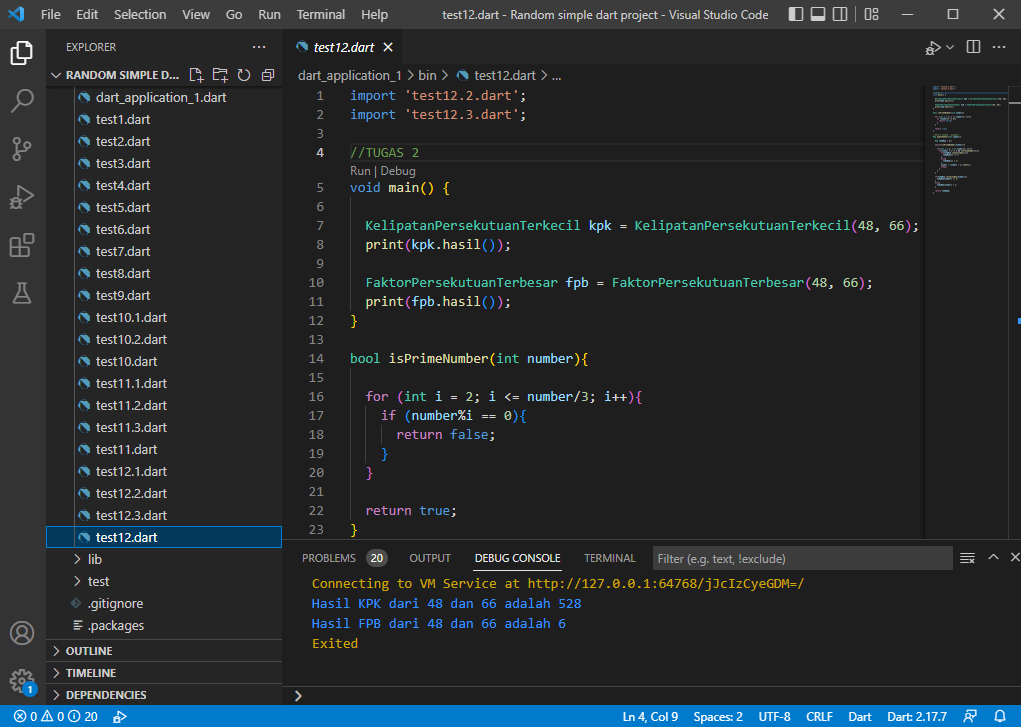 File Edit Selection View Go Run Terminal Help test12.dart - Random simple dart project - Visual Studio Code
EXPLORER
RANDOM SIMPLE D...
dart_application_1.dart
test1.dart
test2.dart
test3.dart
test4.dart
test5.dart
test6.dart
test7.dart
test8.dart
test9.dart
test10.1.dart
test10.2.dart
test10.dart
test11.1.dart
test11.2.dart
test11.3.dart
test11.dart
test12.1.dart
test12.2.dart
test12.3.dart
test12.dart
lib
test
.gitignore
.packages
OUTLINE
TIMELINE
DEPENDENCIES
test12.dart
dart_application_1 > bin > test12.dart > ...
1 import 'test12.2.dart';
2 import 'test12.3.dart';
3
4 //TUGAS 2
Run | Debug
5 void main() {
6
7 KelipatanPersekutuanTerkecil kpk = KelipatanPersekutuanTerkecil(48, 66);
8 print(kpk.hasil());
9
10 FaktorPersekutuanTerbesar fpb = FaktorPersekutuanTerbesar(48, 66);
11 print(fpb.hasil());
12 }
13
14 bool isPrimeNumber(int number){
15
16 for (int i = 2; i <= number/3; i++){
17 if (number%i == 0){
18 return false;
19 }
20 }
21
22 return true;
23 }
PROBLEMS 20 OUTPUT DEBUG CONSOLE TERMINAL Filter (e.g. text, !exclude)
Connecting to VM Service at http://127.0.0.1:64768/jJcIzCyeGDM=/
Hasil KPK dari 48 dan 66 adalah 528
Hasil FPB dari 48 dan 66 adalah 6
Exited
>
1
0 0 20 Ln 4, Col 9 Spaces: 2 UTF-8 CRLF Dart Dart: 2.17.7